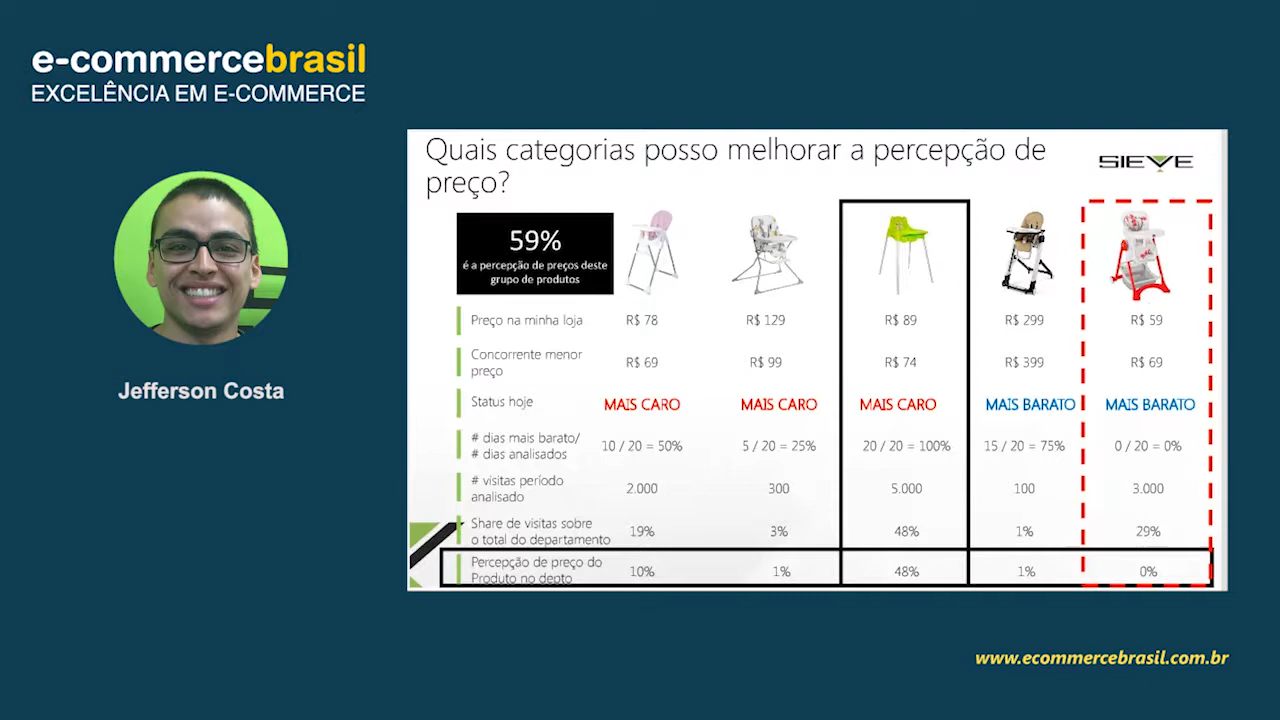 e-commercebrasil
EXCELÊNCIA EM E-COMMERCE
Jefferson Costa
Quais categorias posso melhorar a percepção de
preço?
SIEVE
59%
é a percepção de preços deste
grupo de produtos
Preço na minha loja R$ 78 R$ 129 R$ 89 R$ 299 R$ 59
Concorrente menor
preço R$ 69 R$ 99 R$ 74 R$ 399 R$ 69
Status hoje MAIS CARO MAIS CARO MAIS CARO MAIS BARATO MAIS BARATO
# dias mais barato/
# dias analisados 10 / 20 = 50% 5 / 20 = 25% 20 / 20 = 100% 15 / 20 = 75% 0 / 20 = 0%
# visitas período
analisado 2.000 300 5.000 100 3.000
Share de visitas sobre
o total do departamento 19% 3% 48% 1% 29%
Percepção de preço do
Produto no depto 10% 1% 48% 1% 0%
www.ecommercebrasil.com.br